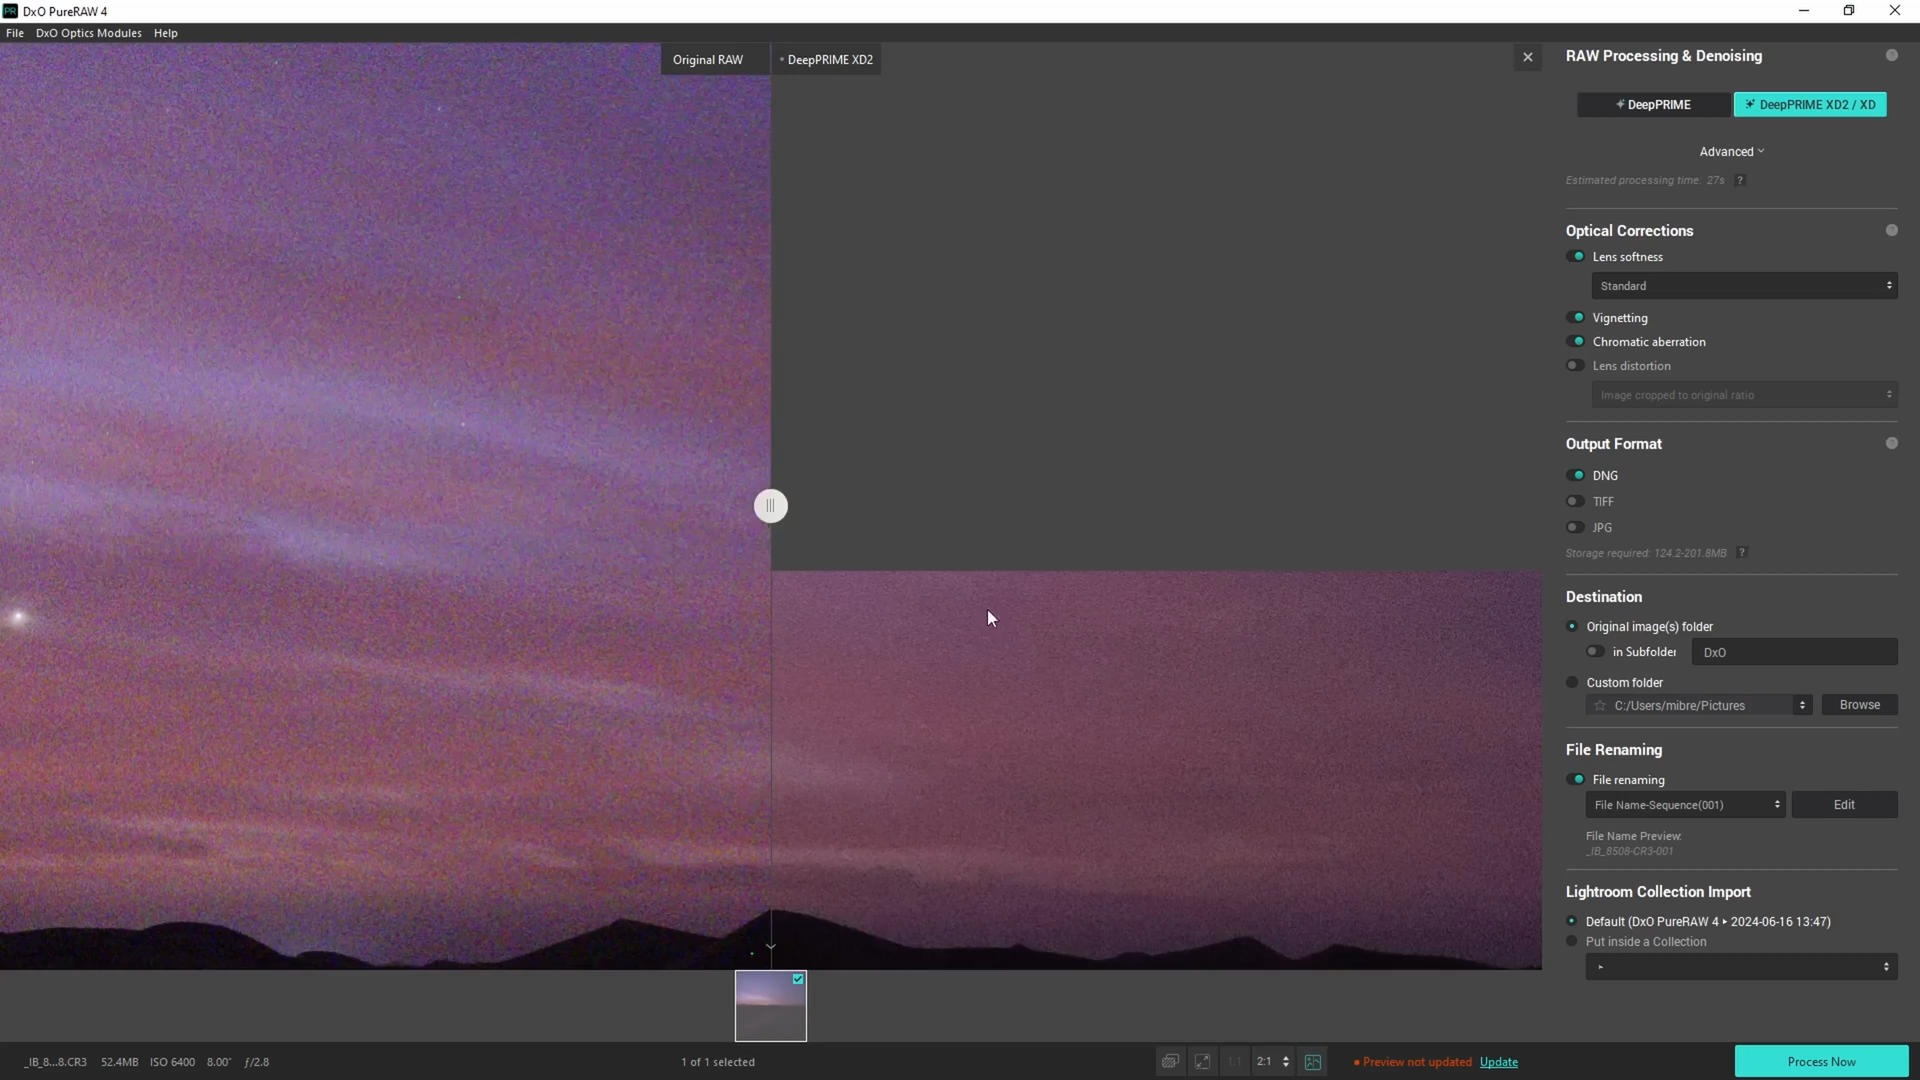 PR DxO PureRAW 4
File DxO Optics Modules Help
Original RAW
DeepPRIME XD2
RAW Processing & Denoising
DeepPRIME
DeepPRIME XD2 / XD
Advanced
Estimated processing time: 27s ?
Optical Corrections
Lens softness
Standard
Vignetting
Chromatic aberration
Lens distortion
Image cropped to original ratio
Output Format
DNG
TIFF
JPG
Storage required: 124.2-201.8MB ?
Destination
Original image(s) folder
in Subfolder DxO
Custom folder
C:/Users/mibre/Pictures Browse
File Renaming
File renaming
File Name-Sequence(001) Edit
File Name Preview:
_IB_8508-CR3-001
Lightroom Collection Import
Default (DxO PureRAW 4 ▸ 2024-06-16 13:47)
Put inside a Collection
_IB_8...8.CR3 52.4MB ISO 6400 8.00" ƒ/2.8
1 of 1 selected
1:1 2:1
Preview not updated Update
Process Now